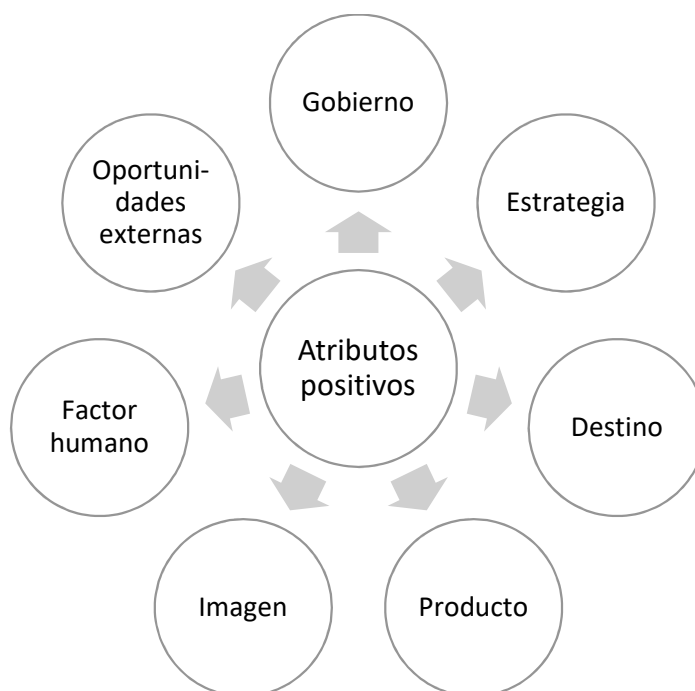 Gobierno
Oportuni-
dades
externas
Estrategia
Atributos
positivos
Factor
humano
Destino
Imagen
Producto